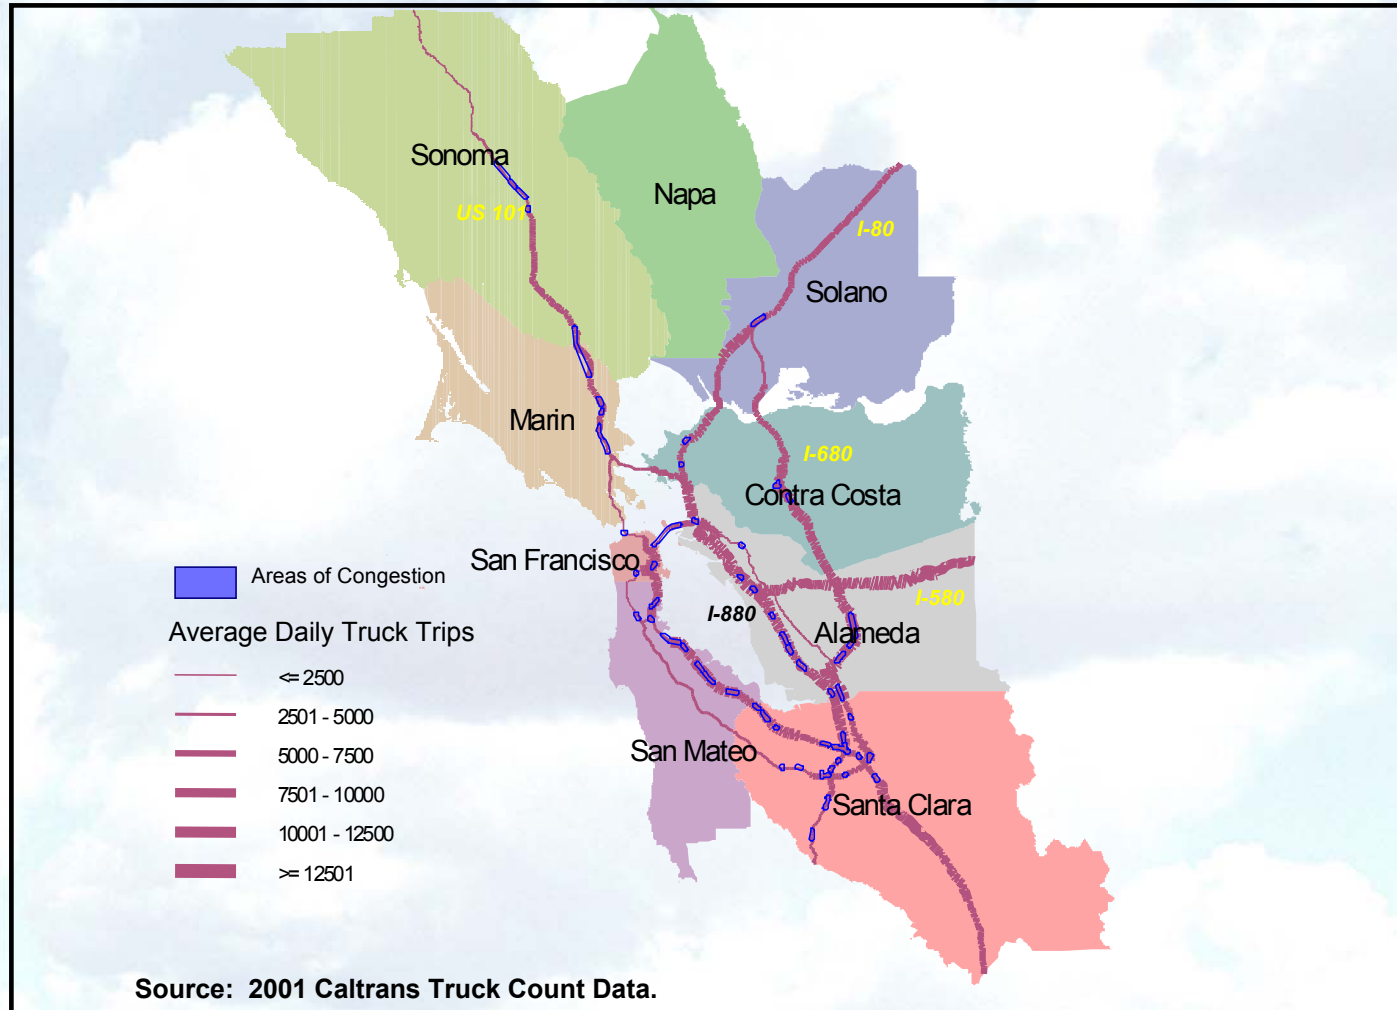 Sonoma
Napa
US 101
I-80
Solano
Marin
I-680
Contra Costa
San Francisco
Areas of Congestion
I-580
I-880
Average Daily Truck Trips
Alameda
<= 2500
2501 - 5000
5000 - 7500
San Mateo
7501 - 10000
Santa Clara
10001 - 12500
>= 12501
Source: 2001 Caltrans Truck Count Data.